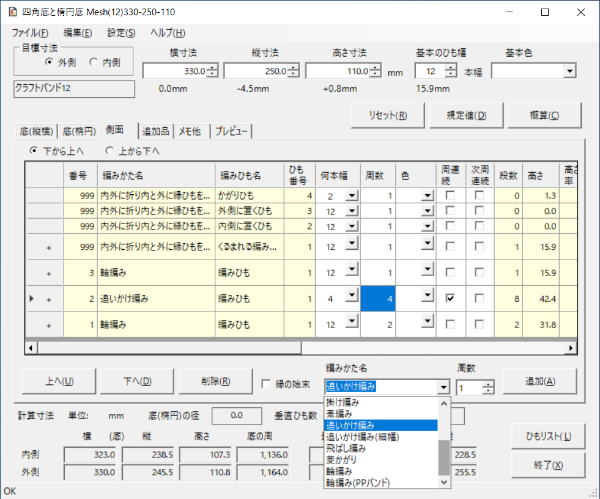 四角底と楕円底 Mesh(12)330-250-110
ファイル(F) 編集(E) 設定(S) ヘルプ(H)
目標寸法 横寸法 縦寸法 高さ寸法 基本のひも幅 基本色
外側 内側 330.0 250.0 110.0 mm 12 本幅
クラフトバンド12 0.0mm -4.5mm +0.8mm 15.9mm
リセット(R) 規定値(D) 概算(C)
底(縦横) 底(楕円) 側面 追加品 メモ他 プレビュー
下から上へ 上から下へ
番号 編みかた名 編みひも名 ひも番号 何本幅 周数 色 周連続 次周連続 段数 高さ 高さ率
999 内外に折り内と外に縁ひもを... かがりひも 4 2 1 0 1.3
999 内外に折り内と外に縁ひもを... 外側に置くひも 3 12 1 0 0.0
999 内外に折り内と外に縁ひもを... 内側に置くひも 2 12 1 0 0.0
+ 999 内外に折り内と外に縁ひもを... くるまれる編み... 1 12 1 1 15.9
+ 3 輪編み 編みひも 1 12 1 1 15.9
+ 2 追いかけ編み 編みひも 1 4 4 8 42.4
+ 1 輪編み 編みひも 1 12 2 2 31.8
編みかた名 周数
上へ(U) 下へ(D) 削除(R) 縁の始末 追いかけ編み 1 追加(A)
掛け編み
素編み
追いかけ編み
追いかけ編み(細幅)
飛ばし編み
茎かがり
輪編み
輪編み(PPバンド)
計算寸法 単位: mm 底(楕円)の径 0.0 垂直ひも数
横 (底) 縦 高さ 底の周
内側 323.0 238.5 107.3 1,136.0 228.5
外側 330.0 245.5 110.8 1,164.0 255.5
ひもリスト(L)
終了(X)
OK